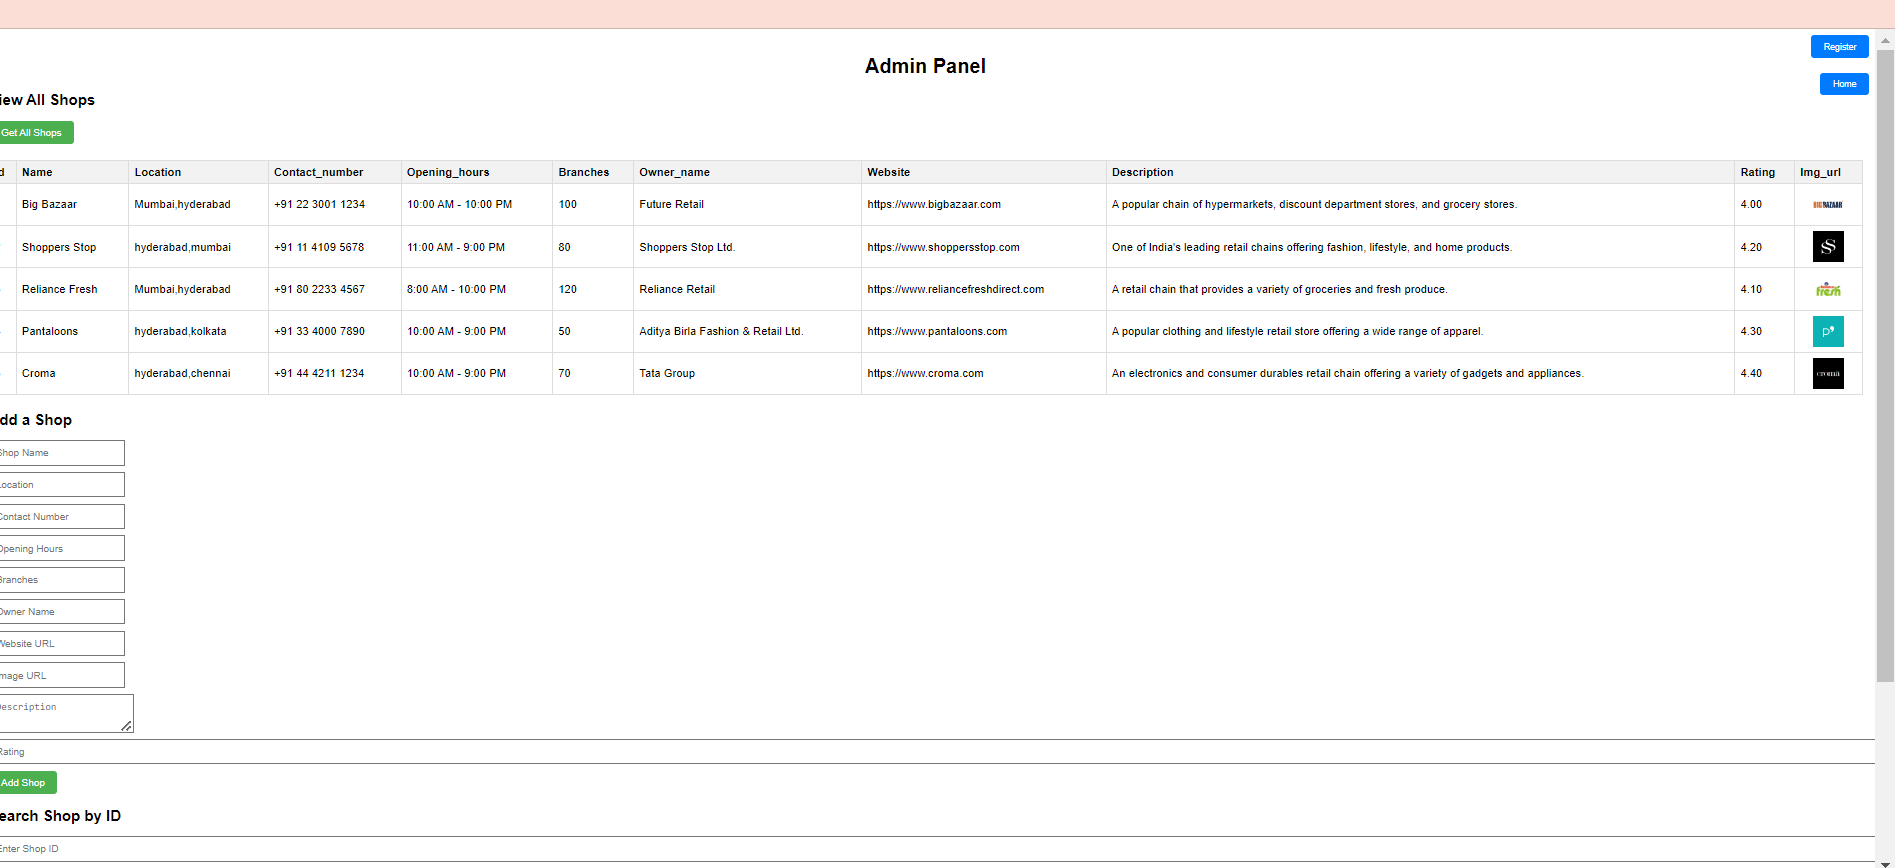 Register
Admin Panel
Home
iew All Shops
Get All Shops
d Name Location Contact_number Opening_hours Branches Owner_name Website Description Rating Img_url
Big Bazaar Mumbai,hyderabad +91 22 3001 1234 10:00 AM - 10:00 PM 100 Future Retail https://www.bigbazaar.com A popular chain of hypermarkets, discount department stores, and grocery stores. 4.00 BIG BAZAAR
Shoppers Stop hyderabad,mumbai +91 11 4109 5678 11:00 AM - 9:00 PM 80 Shoppers Stop Ltd. https://www.shoppersstop.com One of India's leading retail chains offering fashion, lifestyle, and home products. 4.20 SS
Reliance Fresh Mumbai,hyderabad +91 80 2233 4567 8:00 AM - 10:00 PM 120 Reliance Retail https://www.reliancefreshdirect.com A retail chain that provides a variety of groceries and fresh produce. 4.10 fresh
Pantaloons hyderabad,kolkata +91 33 4000 7890 10:00 AM - 9:00 PM 50 Aditya Birla Fashion & Retail Ltd. https://www.pantaloons.com A popular clothing and lifestyle retail store offering a wide range of apparel. 4.30 p
Croma hyderabad,chennai +91 44 4211 1234 10:00 AM - 9:00 PM 70 Tata Group https://www.croma.com An electronics and consumer durables retail chain offering a variety of gadgets and appliances. 4.40 croma
dd a Shop
Shop Name
ocation
Contact Number
Opening Hours
Branches
Owner Name
Website URL
mage URL
Description
Rating
Add Shop
earch Shop by ID
Enter Shop ID